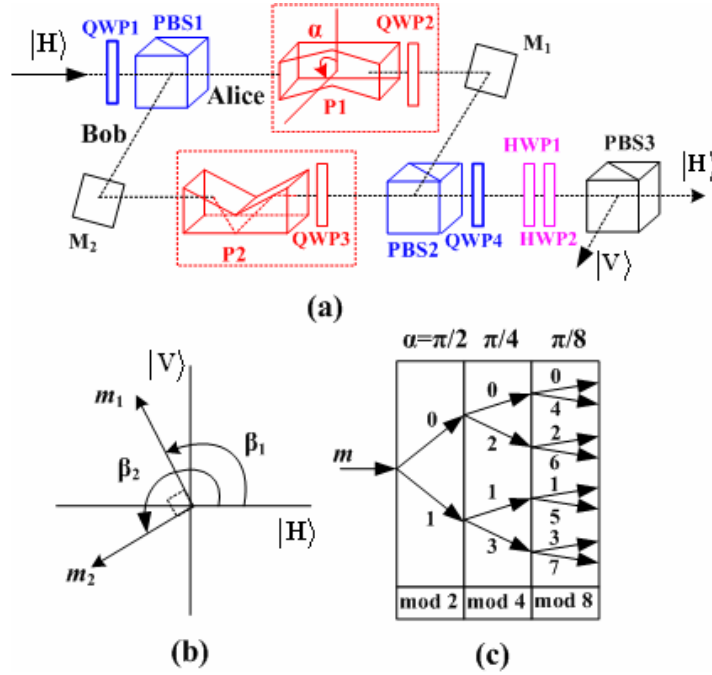 QWP1 PBS1 QWP2
|H⟩ α M1
Alice P1
Bob HWP1 PBS3
|H⟩
M2 P2 QWP3 PBS2 QWP4 HWP2 |V⟩
(a)
|V⟩
m1
β2 β1
|H⟩
m2
(b)
α=π/2 π/4 π/8
0
0 4
0 2 2
6
m 1 1
1 5
3 3
7
mod 2 mod 4 mod 8
(c)